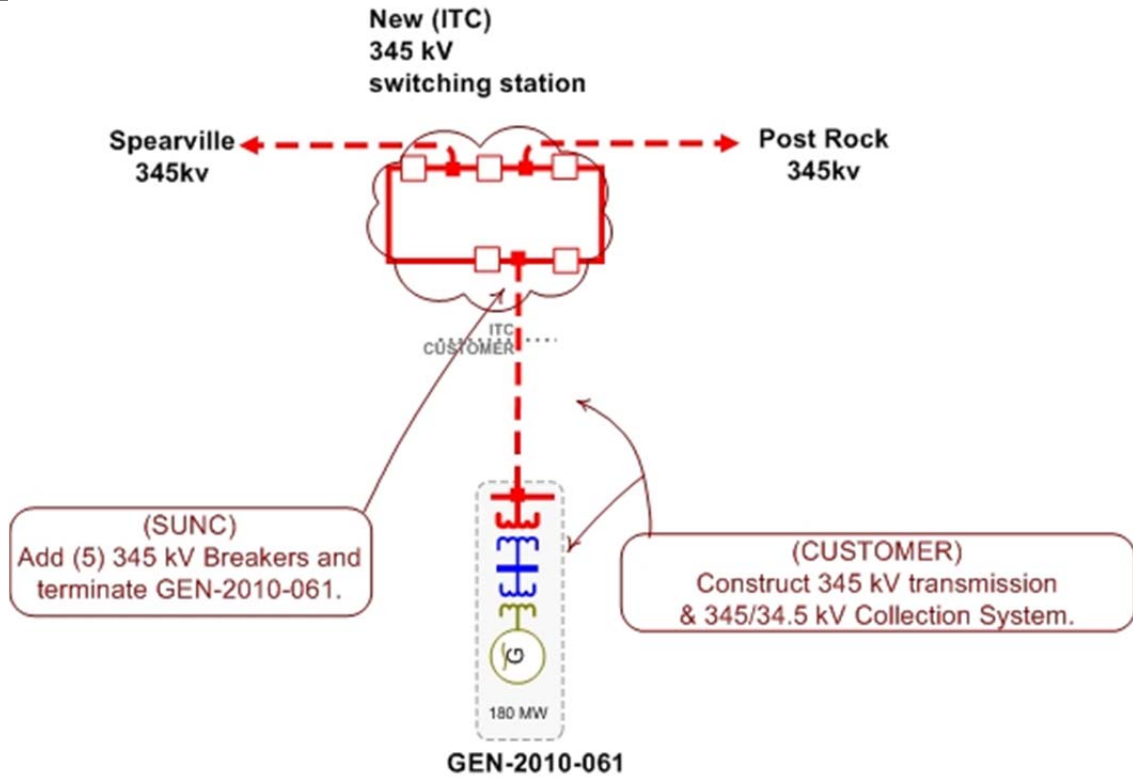 New (ITC)
345 kV
switching station
Spearville
345kv
Post Rock
345kv
ITC
CUSTOMER
(SUNC)
Add (5) 345 kV Breakers and
terminate GEN-2010-061.
(CUSTOMER)
Construct 345 kV transmission
& 345/34.5 kV Collection System.
G
180 MW
GEN-2010-061